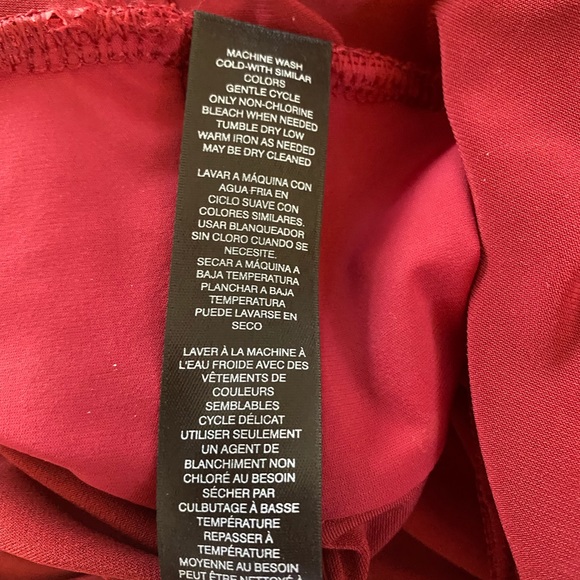 MACHINE WASH
COLD-WITH SIMILAR
COLORS
GENTLE CYCLE
ONLY NON-CHLORINE
BLEACH WHEN NEEDED
TUMBLE DRY LOW
WARM IRON AS NEEDED
MAY BE DRY CLEANED
LAVAR A MÁQUINA CON
AGUA FRIA EN
CICLO SUAVE CON
COLORES SIMILARES.
USAR BLANQUEADOR
SIN CLORO CUANDO SE
NECESITE.
SECAR A MÁQUINA A
BAJA TEMPERATURA
PLANCHAR A BAJA
TEMPERATURA
PUEDE LAVARSE EN
SECO
LAVER À LA MACHINE À
L'EAU FROIDE AVEC DES
VÊTEMENTS DE
COULEURS
SEMBLABLES
CYCLE DÉLICAT
UTILISER SEULEMENT
UN AGENT DE
BLANCHIMENT NON
CHLORÉ AU BESOIN
SÉCHER PAR
CULBUTAGE À BASSE
TEMPÉRATURE
REPASSER À
TEMPÉRATURE
MOYENNE AU BESOIN
PEUT ÊTRE NETTOYÉ À